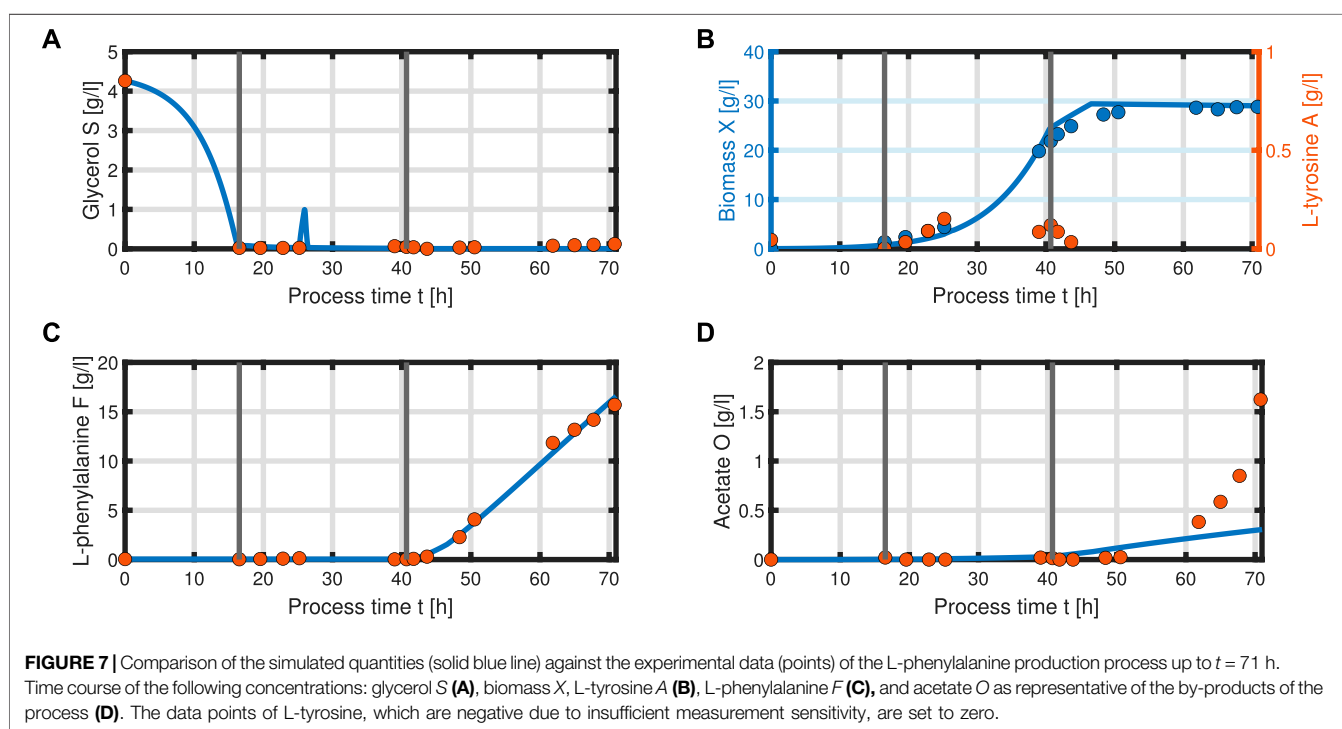 A
B
Glycerol S [g/l]
5
4
3
2
1
0
0 10 20 30 40 50 60 70
Process time t [h]
Biomass X [g/l]
40
30
20
10
0
0 10 20 30 40 50 60 70
Process time t [h]
1
0.5
0
L-tyrosine A [g/l]
C
D
L-phenylalanine F [g/l]
20
15
10
5
0
0 10 20 30 40 50 60 70
Process time t [h]
Acetate O [g/l]
2
1.5
1
0.5
0
0 10 20 30 40 50 60 70
Process time t [h]
FIGURE 7 | Comparison of the simulated quantities (solid blue line) against the experimental data (points) of the L-phenylalanine production process up to t = 71 h.
Time course of the following concentrations: glycerol S (A), biomass X, L-tyrosine A (B), L-phenylalanine F (C), and acetate O as representative of the by-products of the
process (D). The data points of L-tyrosine, which are negative due to insufficient measurement sensitivity, are set to zero.